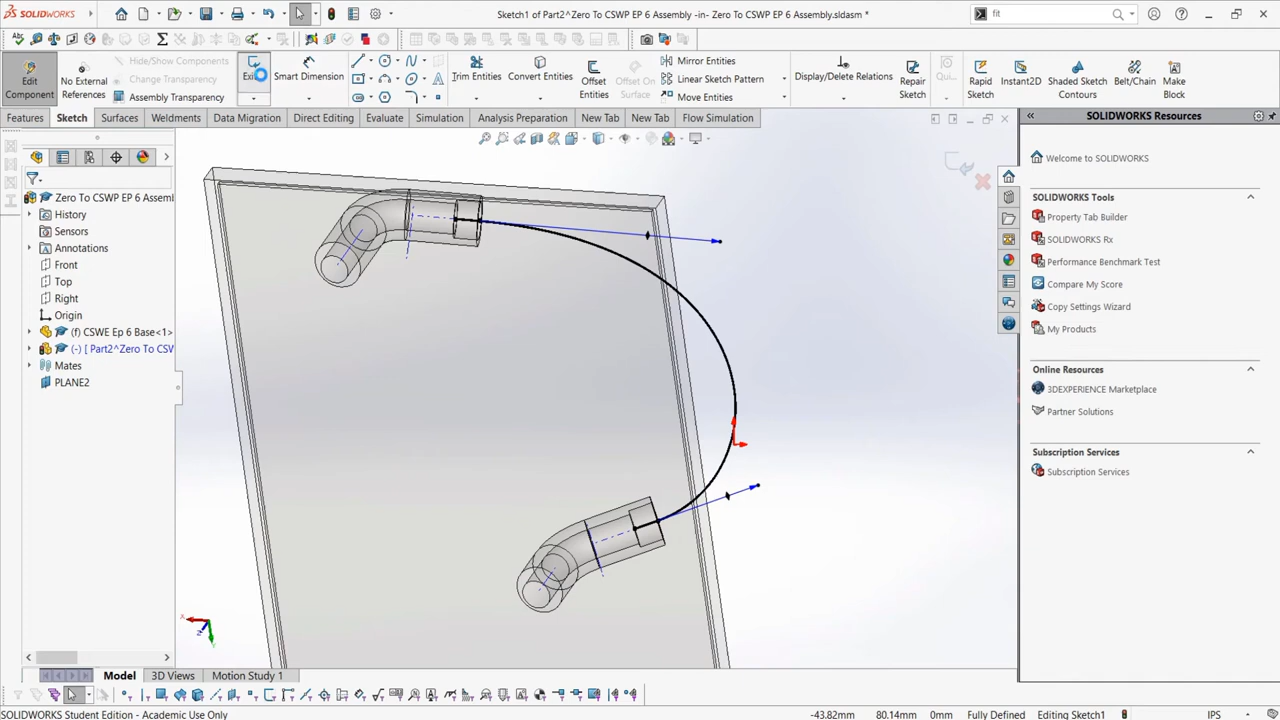 SOLIDWORKS
Sketch1 of Part2^Zero To CSWP EP 6 Assembly -in- Zero To CSWP EP 6 Assembly.sldasm *
fit
Edit Component
No External References
Hide/Show Components
Change Transparency
Assembly Transparency
Smart Dimension
Trim Entities
Convert Entities
Offset Entities
Offset On Surface
Mirror Entities
Linear Sketch Pattern
Move Entities
Display/Delete Relations
Repair Sketch
Qui...
Rapid Sketch
Instant2D
Shaded Sketch Contours
Belt/Chain
Make Block
Features
Sketch
Surfaces
Weldments
Data Migration
Direct Editing
Evaluate
Simulation
Analysis Preparation
New Tab
New Tab
Flow Simulation
Zero To CSWP EP 6 Assembl
History
Sensors
Annotations
Front
Top
Right
Origin
(f) CSWE Ep 6 Base<1>
(-) [ Part2^Zero To CSW
Mates
PLANE2
SOLIDWORKS Resources
Welcome to SOLIDWORKS
SOLIDWORKS Tools
Property Tab Builder
SOLIDWORKS Rx
Performance Benchmark Test
Compare My Score
Copy Settings Wizard
My Products
Online Resources
3DEXPERIENCE Marketplace
Partner Solutions
Subscription Services
Subscription Services
Model
3D Views
Motion Study 1
SOLIDWORKS Student Edition - Academic Use Only
-43.82mm
80.14mm
0mm
Fully Defined
Editing Sketch1
IPS